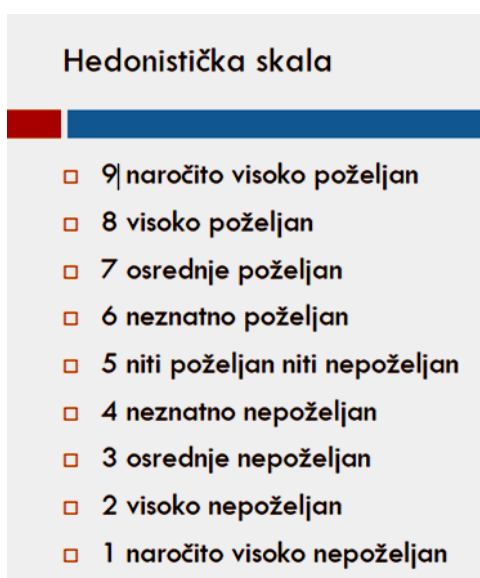 Hedonistička skala
9 naročito visoko poželjan
8 visoko poželjan
7 osrednje poželjan
6 neznatno poželjan
5 niti poželjan niti nepoželjan
4 neznatno nepoželjan
3 osrednje nepoželjan
2 visoko nepoželjan
1 naročito visoko nepoželjan